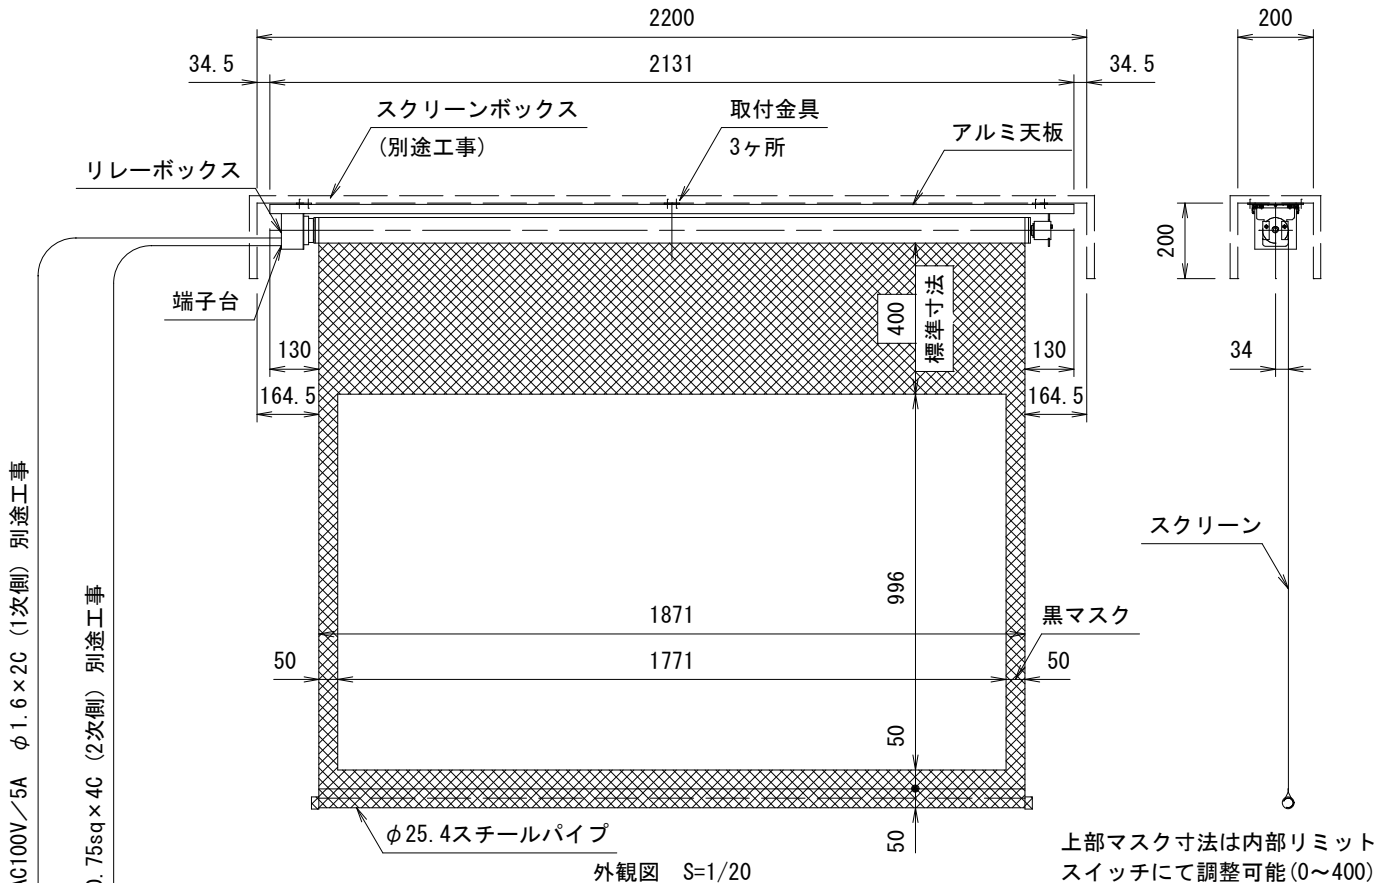 2200
200
34.5
2131
34.5
スクリーンボックス
(別途工事)
取付金具
3ヶ所
アルミ天板
リレーボックス
200
端子台
400
標準寸法
130
130
34
164.5
164.5
スクリーン
996
1871
黒マスク
50
1771
50
50
φ25.4スチールパイプ
50
外観図 S=1/20
上部マスク寸法は内部リミット
スイッチにて調整可能(0～400)
AC100V／5A φ1.6×2C (1次側) 別途工事
0.75sq×4C (2次側) 別途工事